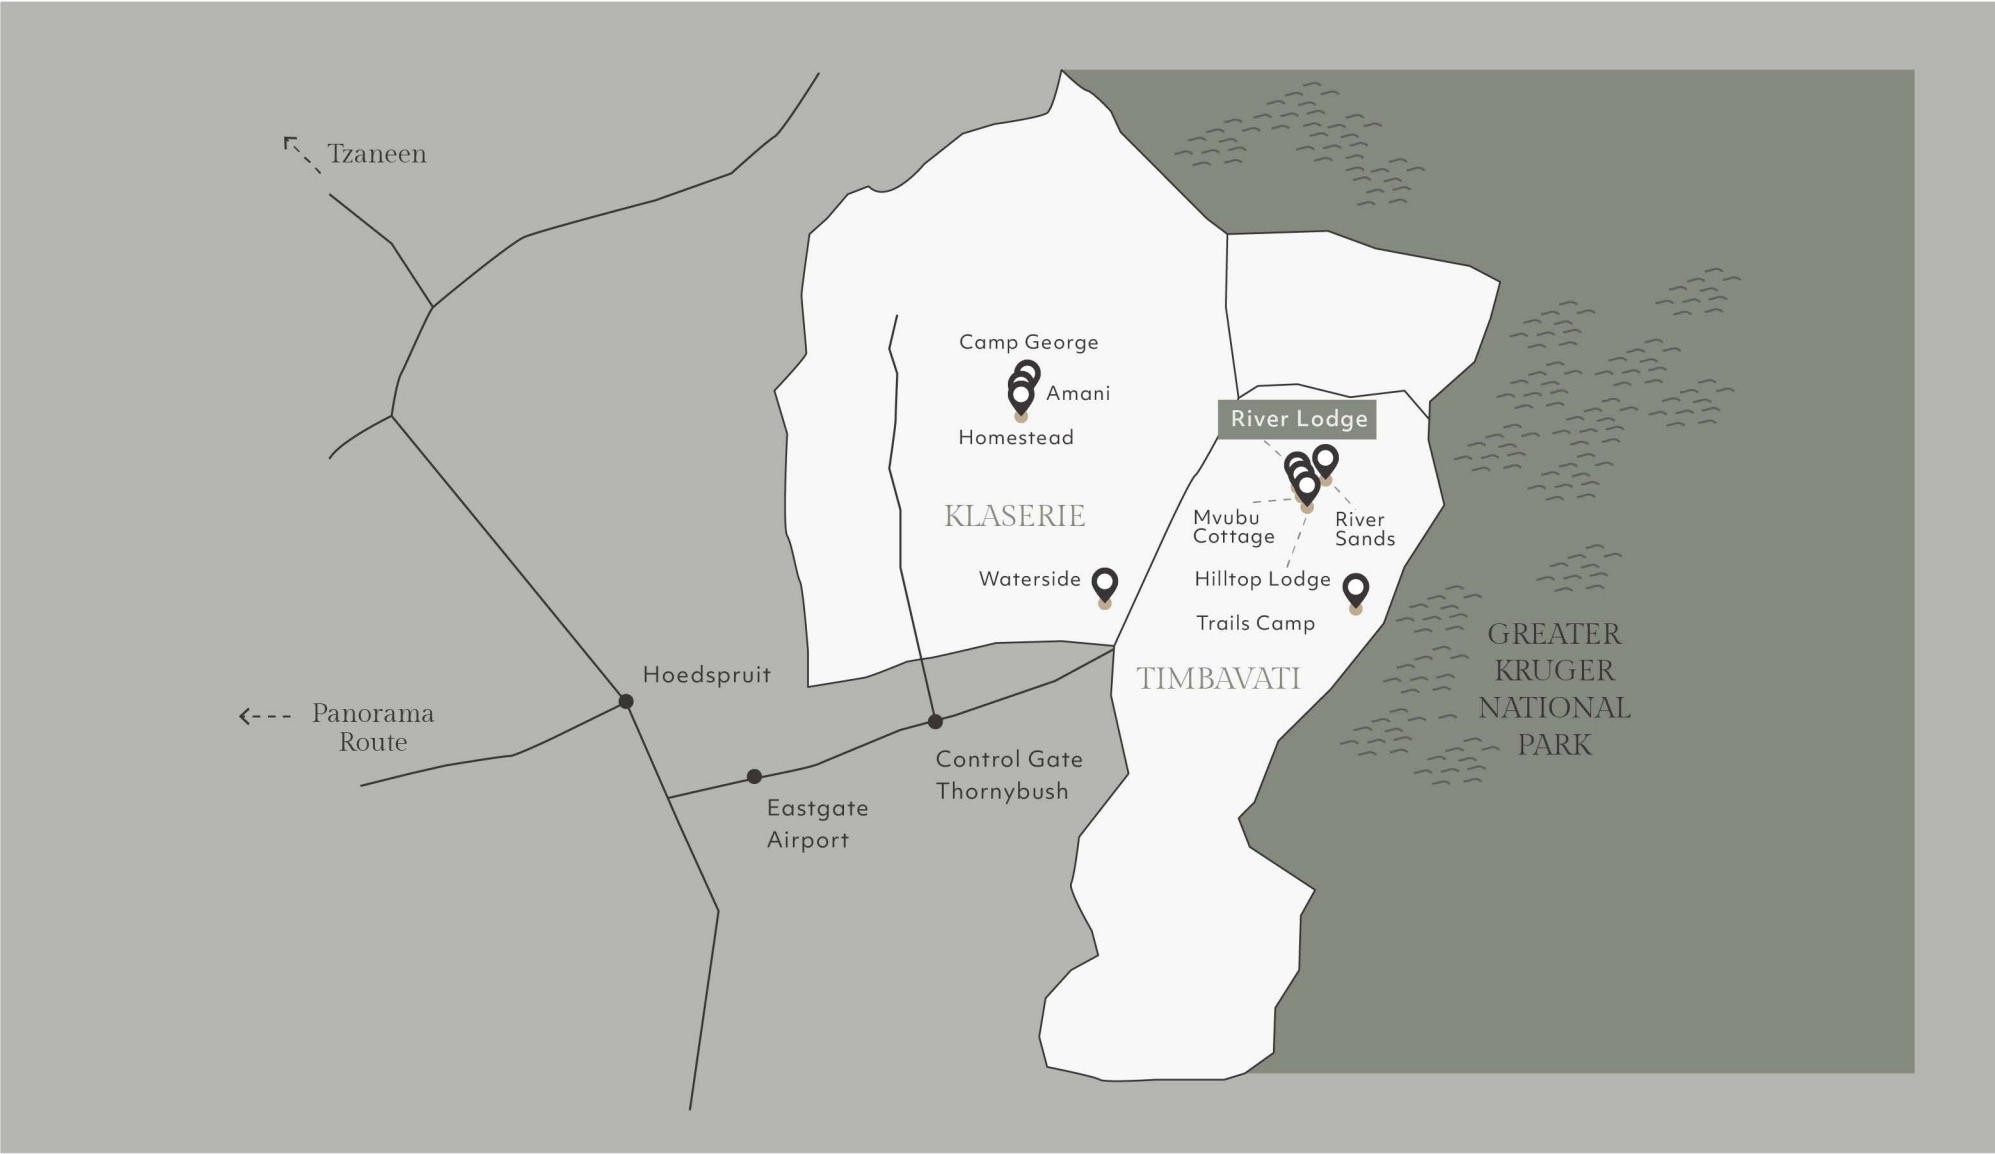 Tzaneen
Camp George
Amani
Homestead
River Lodge
KLASERIE
Mvubu
Cottage
River
Sands
Waterside
Hilltop Lodge
Trails Camp
TIMBAVATI
GREATER
KRUGER
NATIONAL
PARK
Hoedspruit
Panorama
Route
Control Gate
Thornybush
Eastgate
Airport